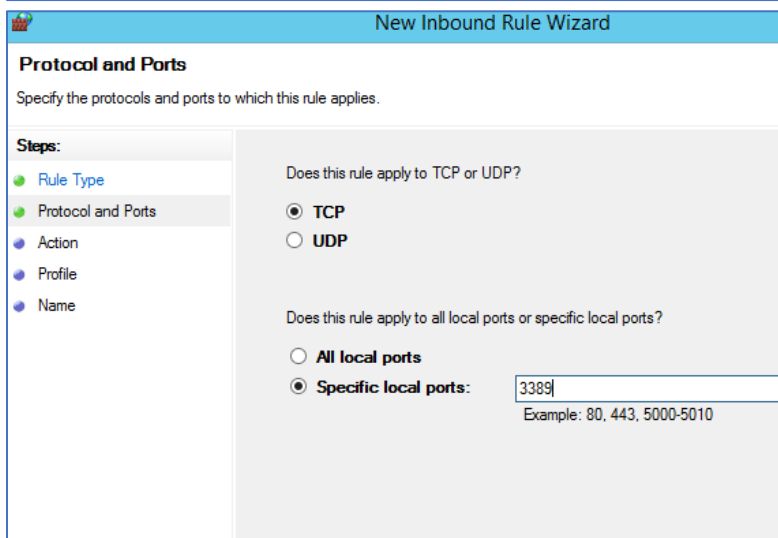 New Inbound Rule Wizard
Protocol and Ports
Specify the protocols and ports to which this rule applies.
Steps:
Rule Type
Protocol and Ports
Action
Profile
Name
Does this rule apply to TCP or UDP?
TCP
UDP
Does this rule apply to all local ports or specific local ports?
All local ports
Specific local ports: 3389
Example: 80, 443, 5000-5010